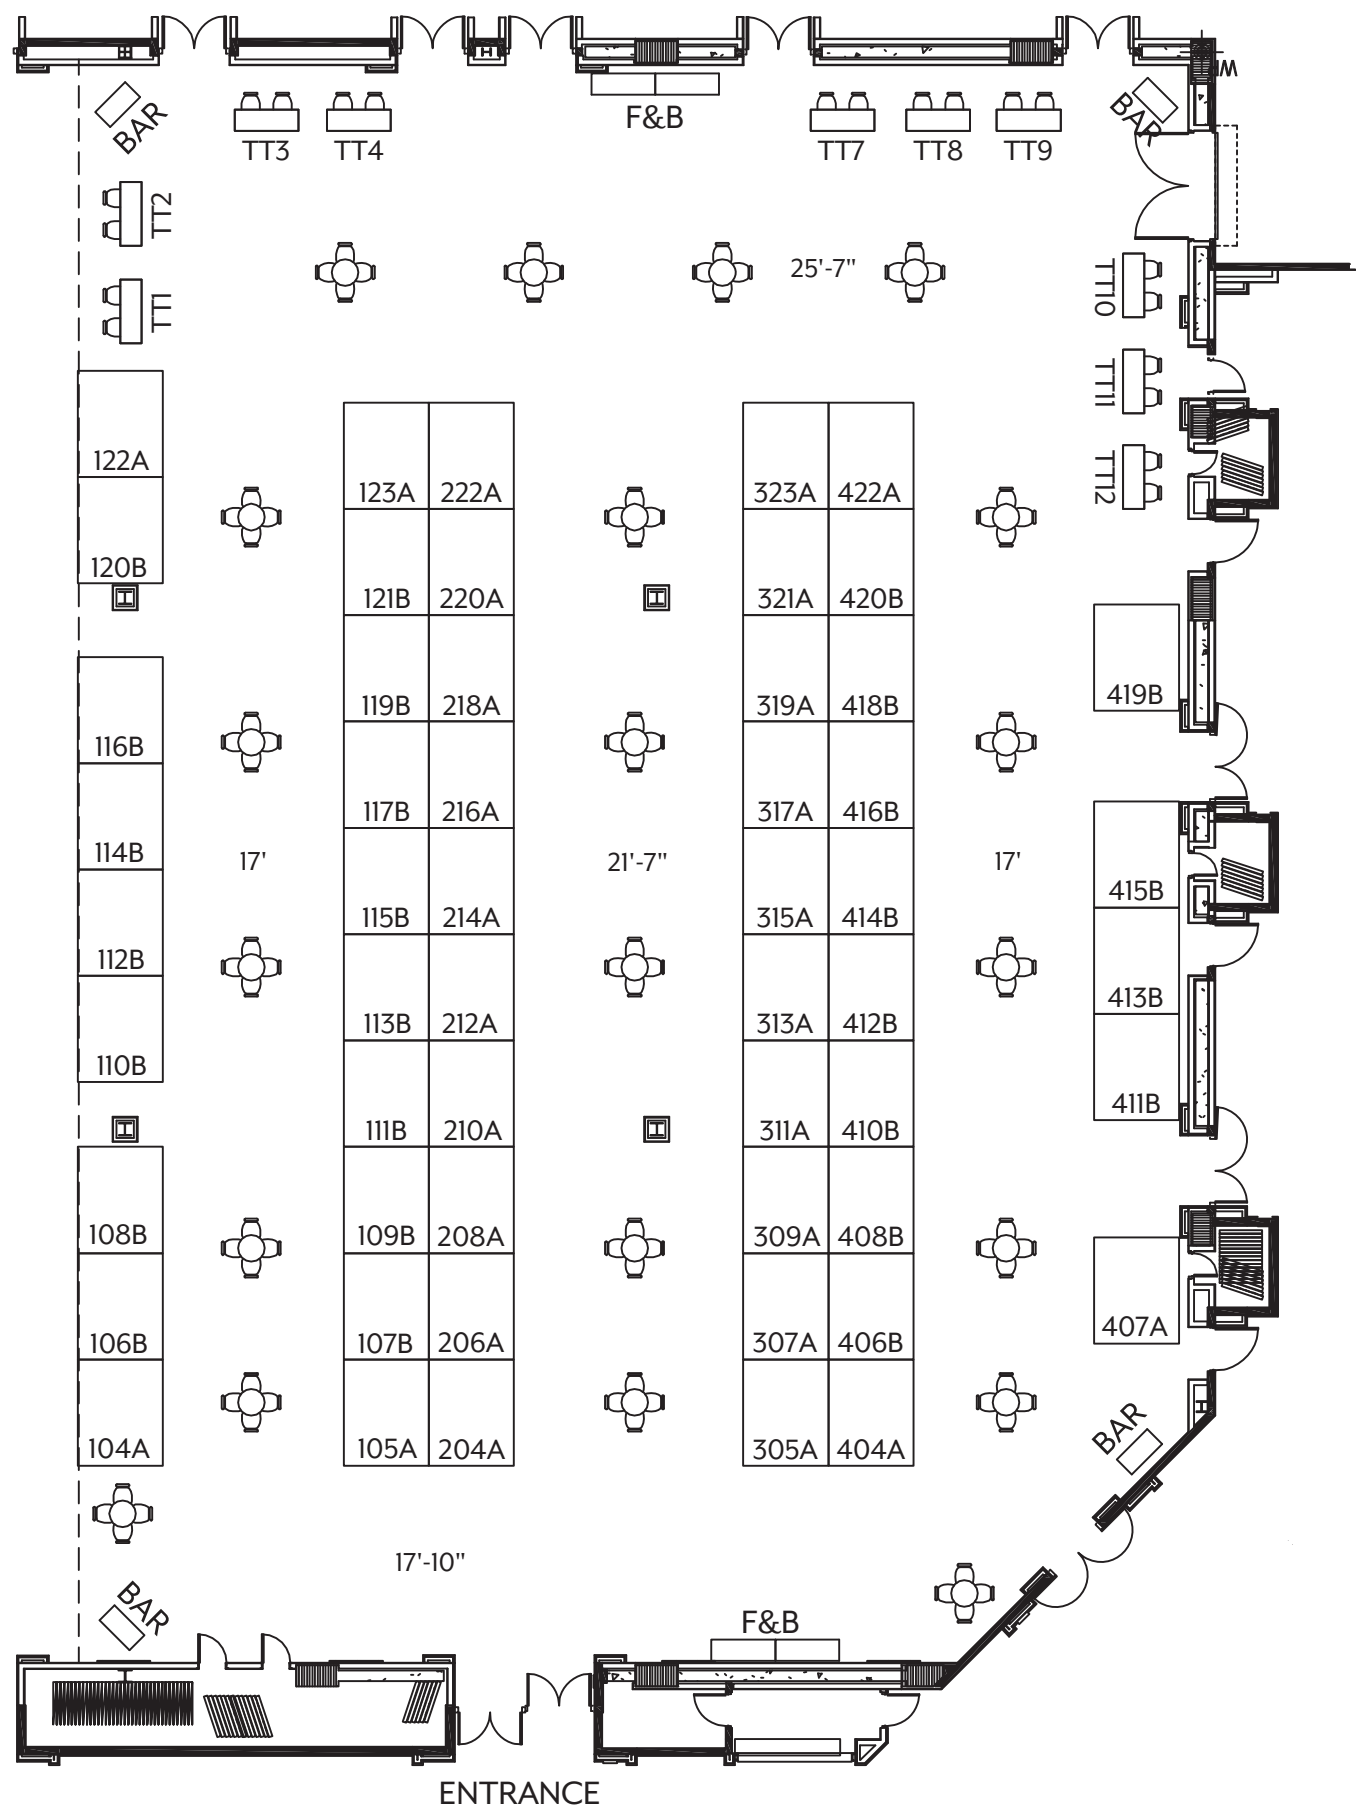 F&B
BAR
BAR
WI
TT3 TT4 TT7 TT8 TT9
TT2
25'-7"
TT1
TT10
TT11
TT12
122A
123A 222A 323A 422A
120B
121B 220A 321A 420B
119B 218A 319A 418B 419B
116B
117B 216A 317A 416B
114B 17' 21'-7" 17'
415B
115B 214A 315A 414B
112B
413B
113B 212A 313A 412B
110B
411B
111B 210A 311A 410B
108B 109B 208A 309A 408B
407A
106B 107B 206A 307A 406B
BAR
104A 105A 204A 305A 404A
17'-10"
BAR
F&B
ENTRANCE